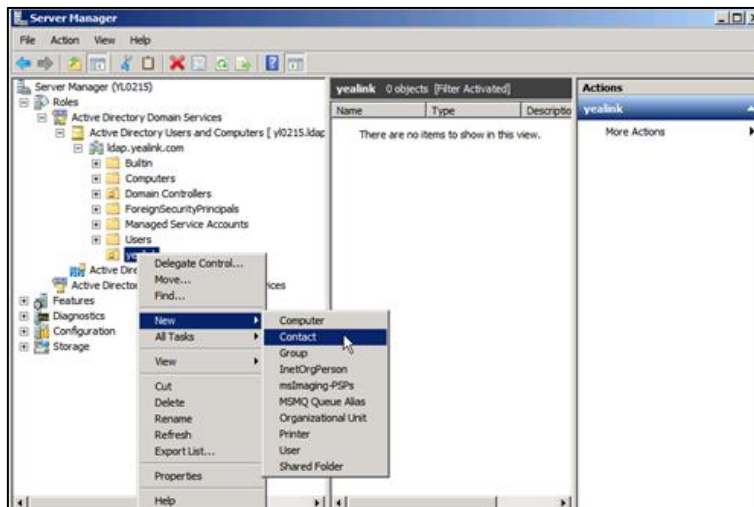 Server Manager
File Action View Help
Server Manager (YL0215)
Roles
Active Directory Domain Services
Active Directory Users and Computers [ yl0215.ldap
ldap.yealink.com
Builtin
Computers
Domain Controllers
ForeignSecurityPrincipals
Managed Service Accounts
Users
Active Dire
Active Directo
ices
Features
Diagnostics
Configuration
Storage
Delegate Control...
Move...
Find...
New
All Tasks
View
Cut
Delete
Rename
Refresh
Export List...
Properties
Help
Computer
Contact
Group
InetOrgPerson
msImaging-PSPs
MSMQ Queue Alias
Organizational Unit
Printer
User
Shared Folder
yealink 0 objects [Filter Activated]
Name Type Descriptio
There are no items to show in this view.
Actions
yealink
More Actions